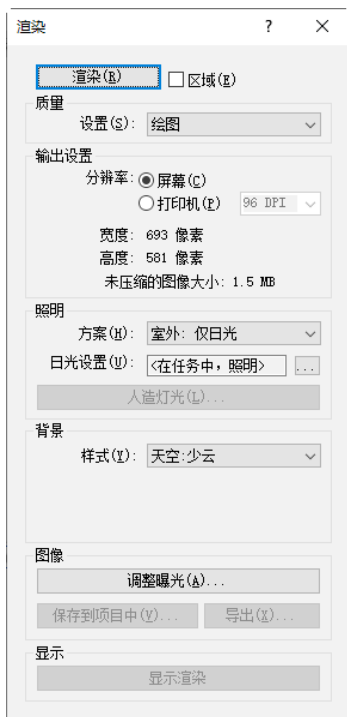 渲染 ? ×
渲染(R) 区域(E)
质量
设置(S): 绘图
输出设置
分辨率: 屏幕(C)
打印机(P) 96 DPI
宽度: 693 像素
高度: 581 像素
未压缩的图像大小: 1.5 MB
照明
方案(H): 室外: 仅日光
日光设置(U): <在任务中，照明> ...
人造灯光(L)...
背景
样式(Y): 天空:少云
图像
调整曝光(A)...
保存到项目中(V)... 导出(X)...
显示
显示渲染